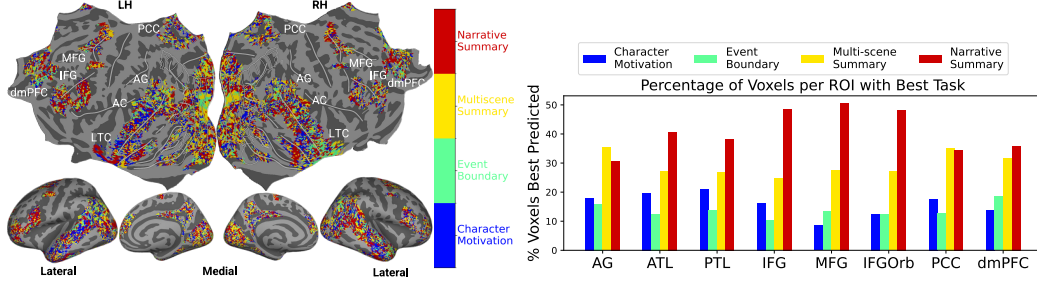 LH
RH
PCC
PCC
MFG
MFG
IFG
IFG
dmPFC
dmPFC
AG
AG
AC
AC
LTC
LTC
Lateral
Medial
Lateral
Narrative
Summary
Multiscene
Summary
Event
Boundary
Character
Motivation
Character
Motivation
Event
Boundary
Multi-scene
Summary
Narrative
Summary
Percentage of Voxels per ROI with Best Task
% Voxels Best Predicted
50
40
30
20
10
0
AG ATL PTL IFG MFG IFGOrb PCC dmPFC